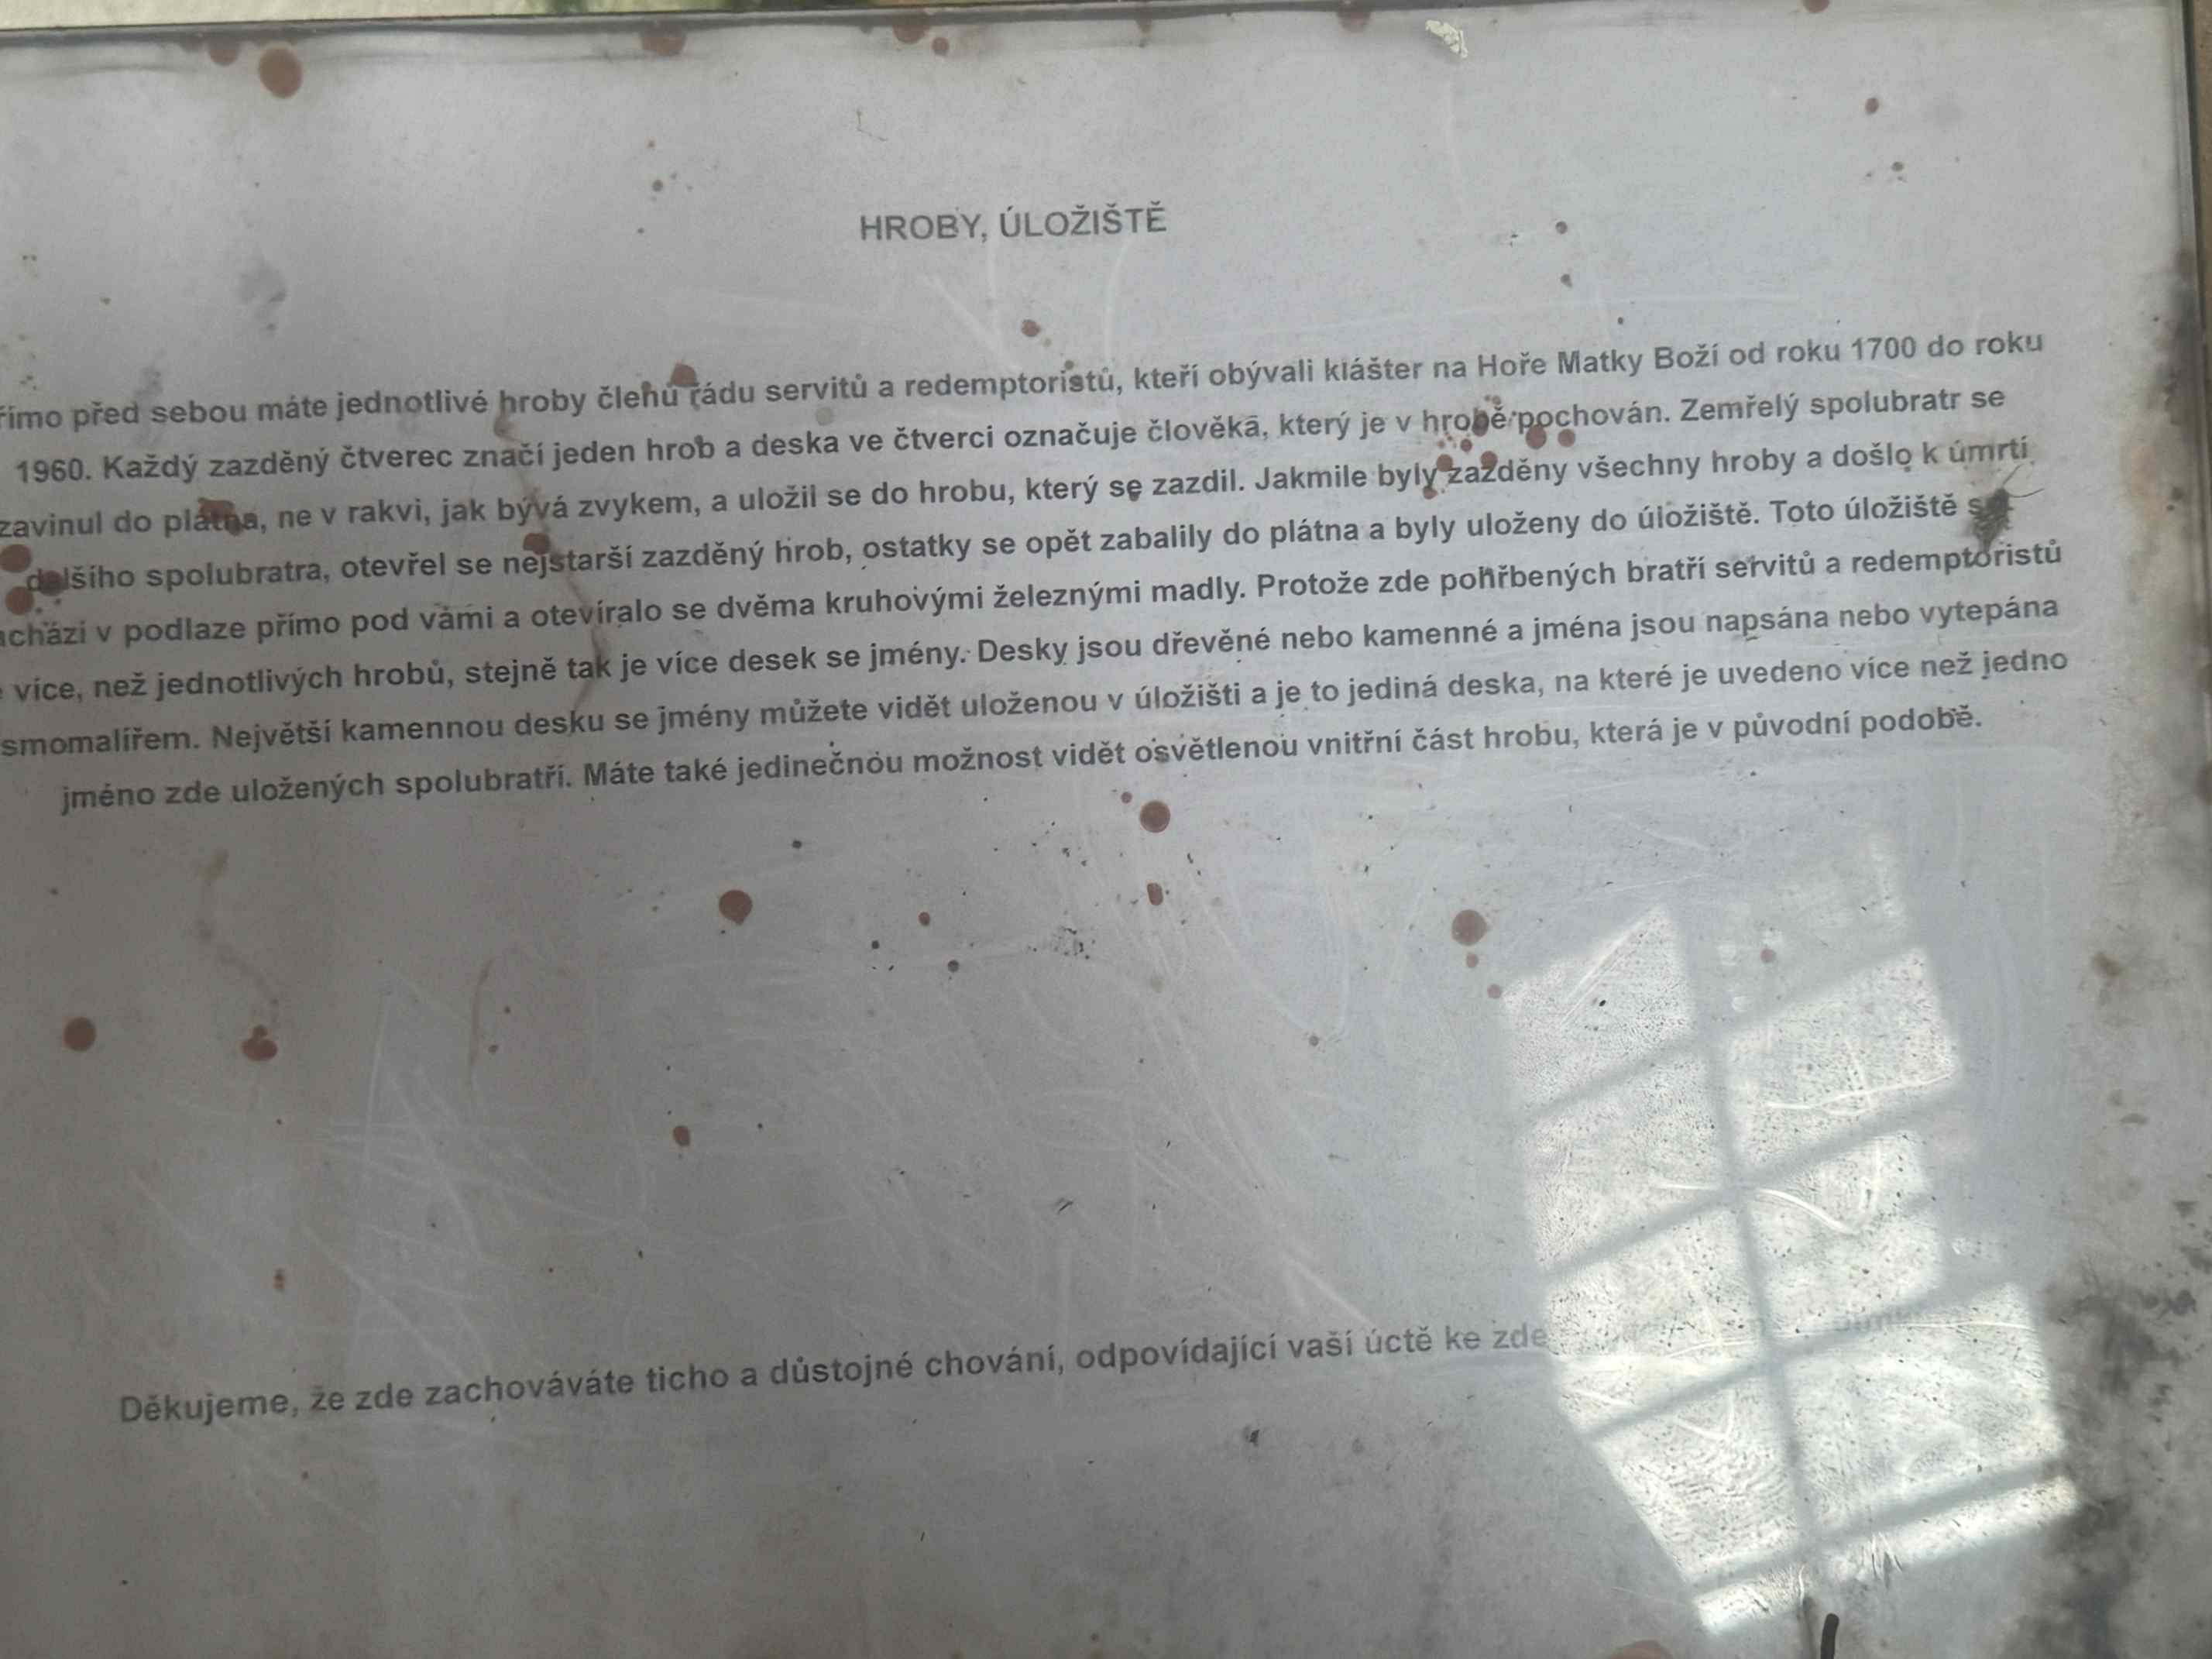 HROBY, ÚLOŽIŠTĚ
římo před sebou máte jednotlivé hroby členů řádu servitů a redemptoristů, kteří obývali klášter na Hoře Matky Boží od roku 1700 do roku
1960. Každý zazděný čtverec značí jeden hrob a deska ve čtverci označuje člověka, který je v hrobě pochován. Zemřelý spolubratr se
zavinul do plátna, ne v rakvi, jak bývá zvykem, a uložil se do hrobu, který se zazdil. Jakmile byly zazděny všechny hroby a došlo k úmrtí
dalšího spolubratra, otevřel se nejstarší zazděný hrob, ostatky se opět zabalily do plátna a byly uloženy do úložiště. Toto úložiště
achází v podlaze přímo pod vámi a otevíralo se dvěma kruhovými železnými madly. Protože zde pohřbených bratří servitů a redemptoristů
více, než jednotlivých hrobů, stejně tak je více desek se jmény. Desky jsou dřevěné nebo kamenné a jména jsou napsána nebo vytepána
smomalířem. Největší kamennou desku se jmény můžete vidět uloženou v úložišti a je to jediná deska, na které je uvedeno více než jedno
jméno zde uložených spolubratří. Máte také jedinečnou možnost vidět osvětlenou vnitřní část hrobu, která je v původní podobě.
Děkujeme, že zde zachováváte ticho a důstojné chování, odpovídající vaší úctě ke zde